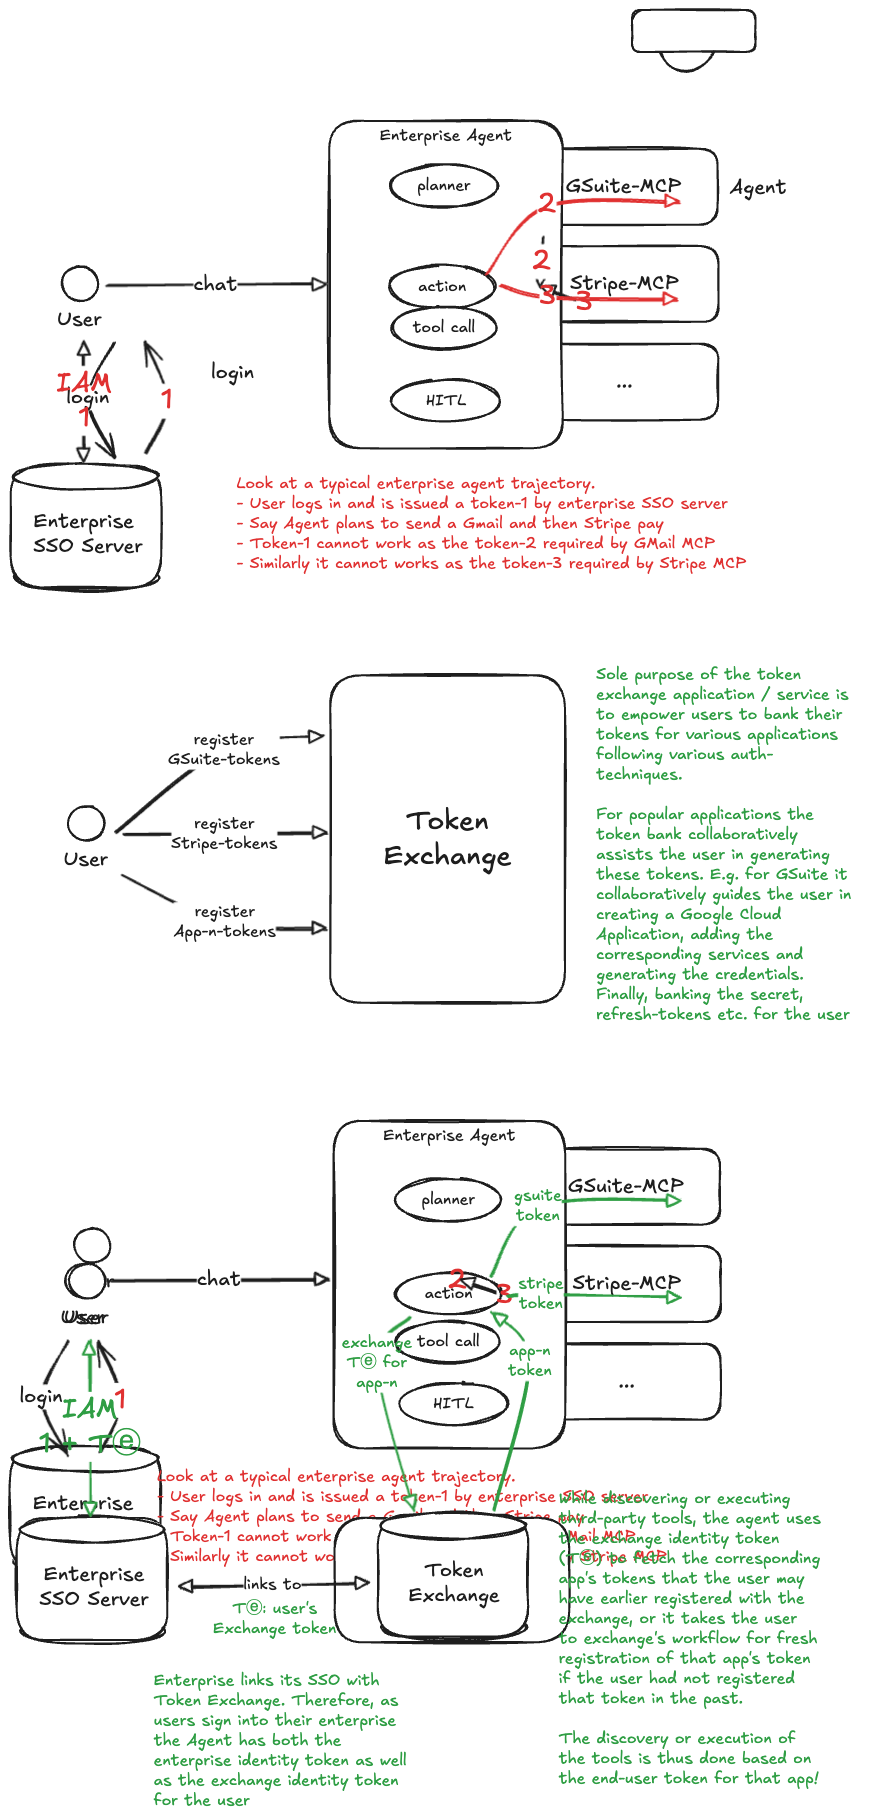 Enterprise Agent
planner
GSuite-MCP
Agent
2
2
action
Stripe-MCP
3
3
chat
User
tool call
login
IAM
login
1
1
...
HITL
Enterprise
SSO Server
Look at a typical enterprise agent trajectory.
- User logs in and is issued a token-1 by enterprise SSO server
- Say Agent plans to send a Gmail and then Stripe pay
- Token-1 cannot work as the token-2 required by GMail MCP
- Similarly it cannot works as the token-3 required by Stripe MCP
Sole purpose of the token
exchange application / service is
to empower users to bank their
tokens for various applications
following various auth-
techniques.
For popular applications the
token bank collaboratively
assists the user in generating
these tokens. E.g. for GSuite it
collaboratively guides the user in
creating a Google Cloud
Application, adding the
corresponding services and
generating the credentials.
Finally, banking the secret,
refresh-tokens etc. for the user
register
GSuite-tokens
register
Stripe-tokens
User
register
App-n-tokens
Token
Exchange
Enterprise Agent
planner
gsuite
token
GSuite-MCP
chat
action
2
3
stripe
token
Stripe-MCP
User
User
exchange
Tⓔ for
app-n
tool call
app-n
token
...
HITL
login
IAM
1
1 + Tⓔ
Enterprise
Look at a typical enterprise agent trajectory.
- User logs in and is issued a token-1 by enterprise SSO server
- Say Agent plans to send a Stripe pay
Token-1 cannot work Mail MCP
Similarly it cannot wo Stripe MCP
Enterprise
SSO Server
links to
Tⓔ: user's
Exchange token
Token
Exchange
While discovering or executing
third-party tools, the agent uses
the exchange identity token
(Tⓔ) to fetch the corresponding
app's tokens that the user may
have earlier registered with the
exchange, or it takes the user
to exchange's workflow for fresh
registration of that app's token
if the user had not registered
that token in the past.
The discovery or execution of
the tools is thus done based on
the end-user token for that app!
Enterprise links its SSO with
Token Exchange. Therefore, as
users sign into their enterprise
the Agent has both the
enterprise identity token as well
as the exchange identity token
for the user